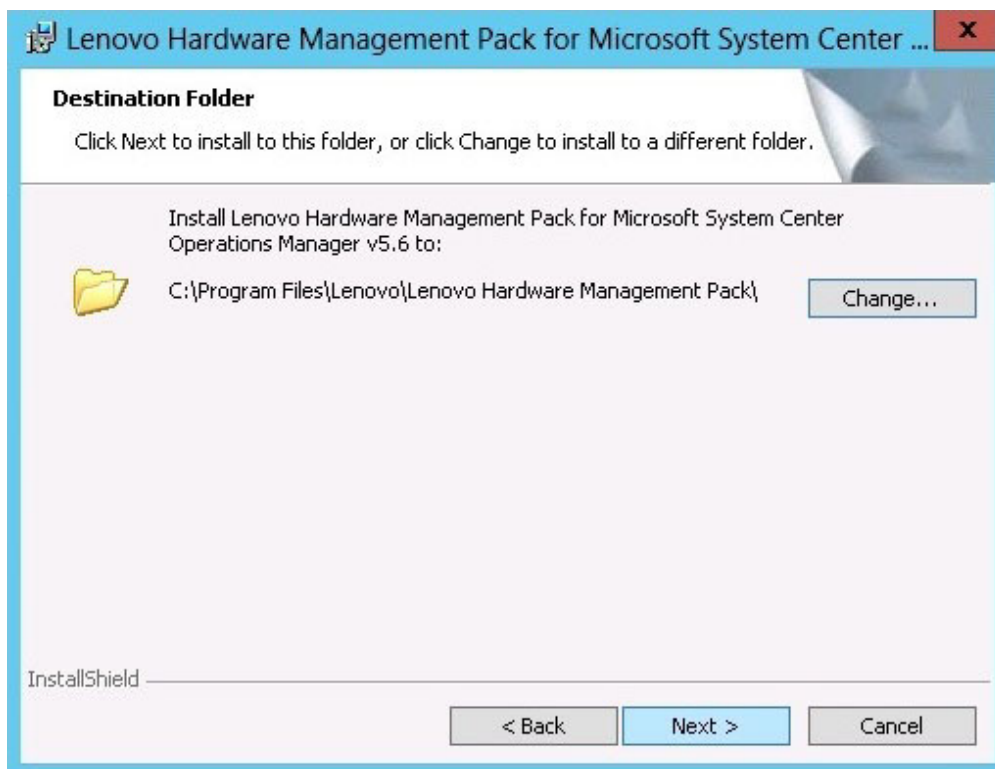 Lenovo Hardware Management Pack for Microsoft System Center ...
x
Destination Folder
Click Next to install to this folder, or click Change to install to a different folder.
Install Lenovo Hardware Management Pack for Microsoft System Center
Operations Manager v5.6 to:
C:\Program Files\Lenovo\Lenovo Hardware Management Pack\
Change...
InstallShield
< Back
Next >
Cancel